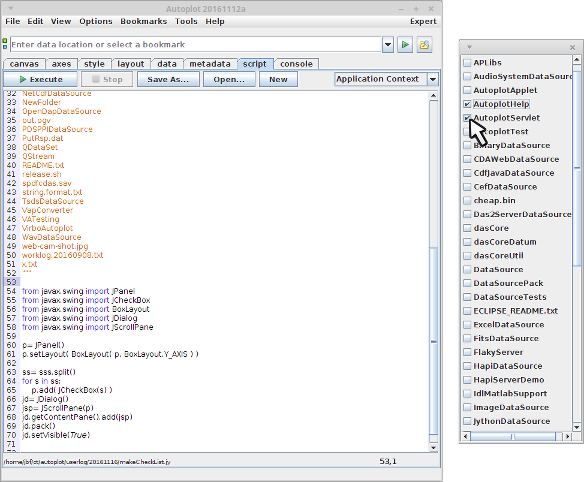 Autoplot 20161112a
File Edit View Options Bookmarks Tools Help Expert
Enter data location or select a bookmark
canvas axes style layout data metadata script console
Execute Stop Save As... Open... New Application Context
32 NetCdfDataSource
33 NewFolder
34 OpenDapDataSource
35 out.pgv
36 PDSPPIDataSource
37 PutRsp.dat
38 QDataSet
39 QStream
40 README.txt
41 release.sh
42 spdfcdas.sav
43 string.format.txt
44 TsdsDataSource
45 VapConverter
46 VATesting
47 VirboAutoplot
48 WavDataSource
49 web-cam-shot.jpg
50 worklog.20160908.txt
51 x.txt
52 """
53
54 from javax.swing import JPanel
55 from javax.swing import JCheckBox
56 from javax.swing import BoxLayout
57 from javax.swing import JDialog
58 from javax.swing import JScrollPane
59
60 p= JPanel()
61 p.setLayout( BoxLayout( p, BoxLayout.Y_AXIS ) )
62
63 ss= sss.split()
64 for s in ss:
65 p.add( JCheckBox(s) )
66 jd= JDialog()
67 jsp= JScrollPane(p)
68 jd.getContentPane().add(jsp)
69 jd.pack()
70 jd.setVisible(True)
71
/home/jbf/ct/autoplot/userlog/20161116/makeCheckList.jy 53,1
APLibs
AudioSystemDataSourc
AutoplotApplet
AutoplotHelp
AutoplotServlet
AutoplotTest
BinaryDataSource
CDAWebDataSource
CdfJavaDataSource
CefDataSource
cheap.bin
Das2ServerDataSource
dasCore
dasCoreDatum
dasCoreUtil
DataSource
DataSourcePack
DataSourceTests
ECLIPSE_README.txt
ExcelDataSource
FitsDataSource
FlakyServer
HapiDataSource
HapiServerDemo
IdlMatlabSupport
ImageDataSource
JythonDataSource